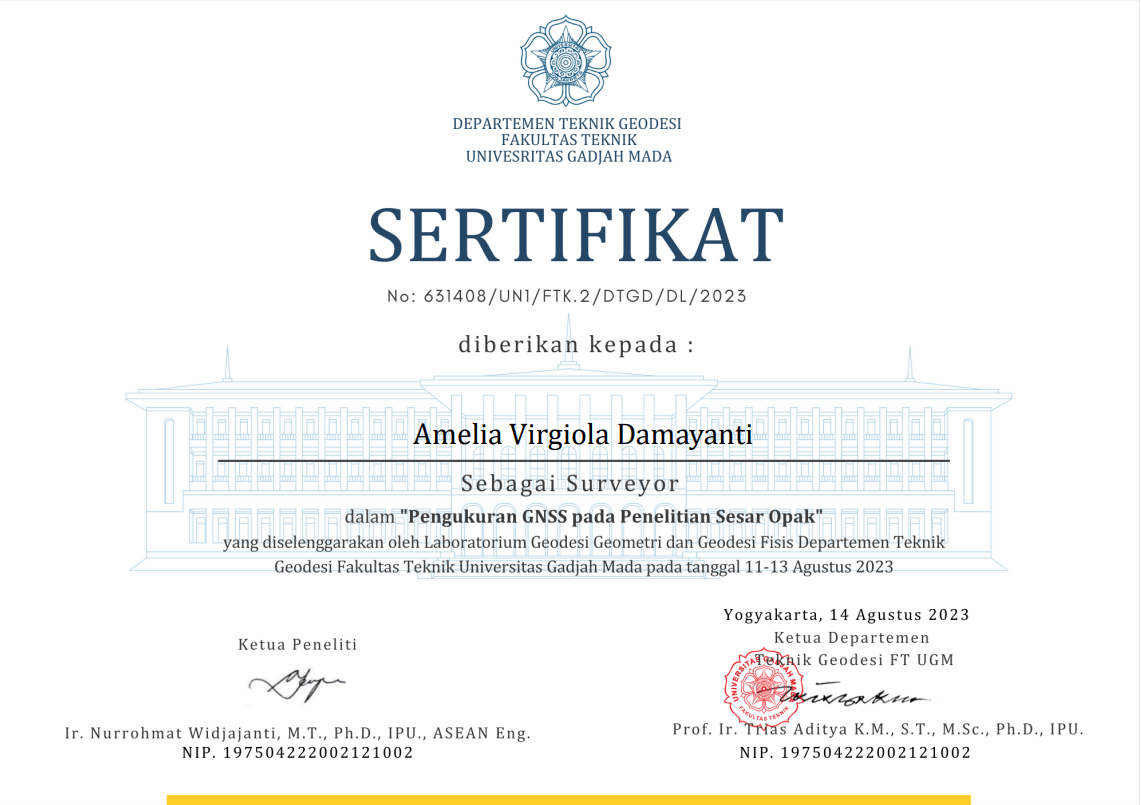 DEPARTEMEN TEKNIK GEODESI
FAKULTAS TEKNIK
UNIVESRITAS GADJAH MADA
SERTIFIKAT
No: 631408/UN1/FTK.2/DTGD/DL/2023
diberikan kepada :
Amelia Virgiola Damayanti
Sebagai Surveyor
dalam "Pengukuran GNSS pada Penelitian Sesar Opak"
yang diselenggarakan oleh Laboratorium Geodesi Geometri dan Geodesi Fisis Departemen Teknik
Geodesi Fakultas Teknik Universitas Gadjah Mada pada tanggal 11-13 Agustus 2023
Ketua Peneliti
Ir. Nurrohmat Widjajanti, M.T., Ph.D., IPU., ASEAN Eng.
NIP. 197504222002121002
Yogyakarta, 14 Agustus 2023
Ketua Departemen
Teknik Geodesi FT UGM
UNIVERSITAS GADJAH MADA
FAKULTAS TEKNIK
Prof. Ir. Trias Aditya K.M., S.T., M.Sc., Ph.D., IPU.
NIP. 197504222002121002